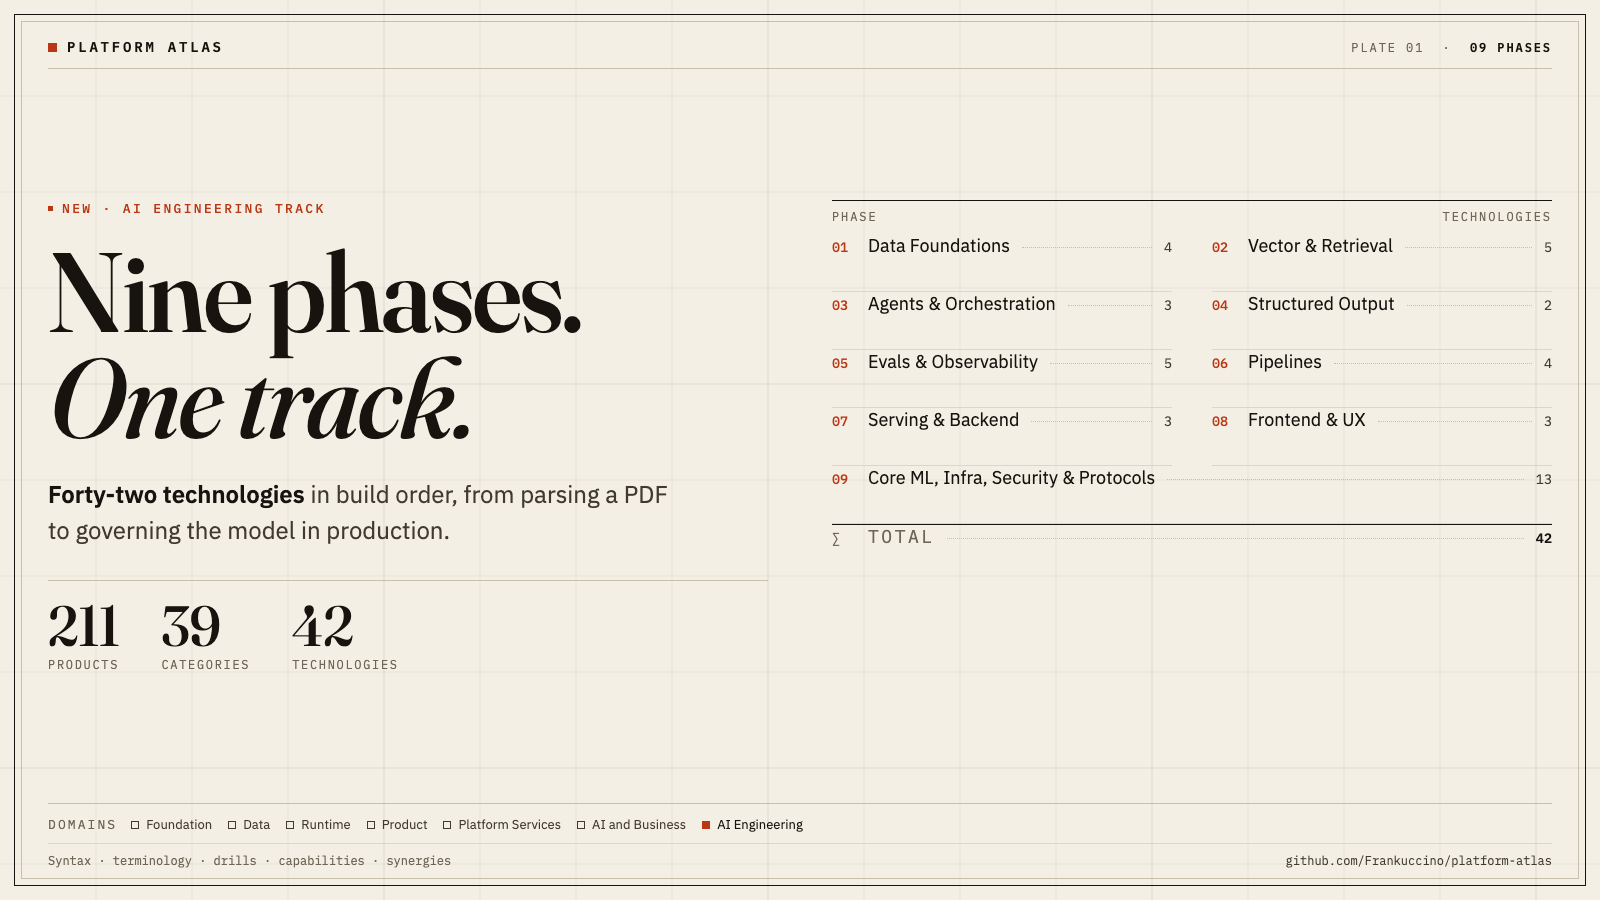 PLATFORM ATLAS
PLATE 01 · 09 PHASES
NEW · AI ENGINEERING TRACK
Nine phases.
One track.
Forty-two technologies in build order, from parsing a PDF
to governing the model in production.
211 39 42
PRODUCTS CATEGORIES TECHNOLOGIES
PHASE TECHNOLOGIES
01 Data Foundations 4 02 Vector & Retrieval 5
03 Agents & Orchestration 3 04 Structured Output 2
05 Evals & Observability 5 06 Pipelines 4
07 Serving & Backend 3 08 Frontend & UX 3
09 Core ML, Infra, Security & Protocols 13
∑ TOTAL 42
DOMAINS Foundation Data Runtime Product Platform Services AI and Business AI Engineering
Syntax · terminology · drills · capabilities · synergies
github.com/Frankuccino/platform-atlas